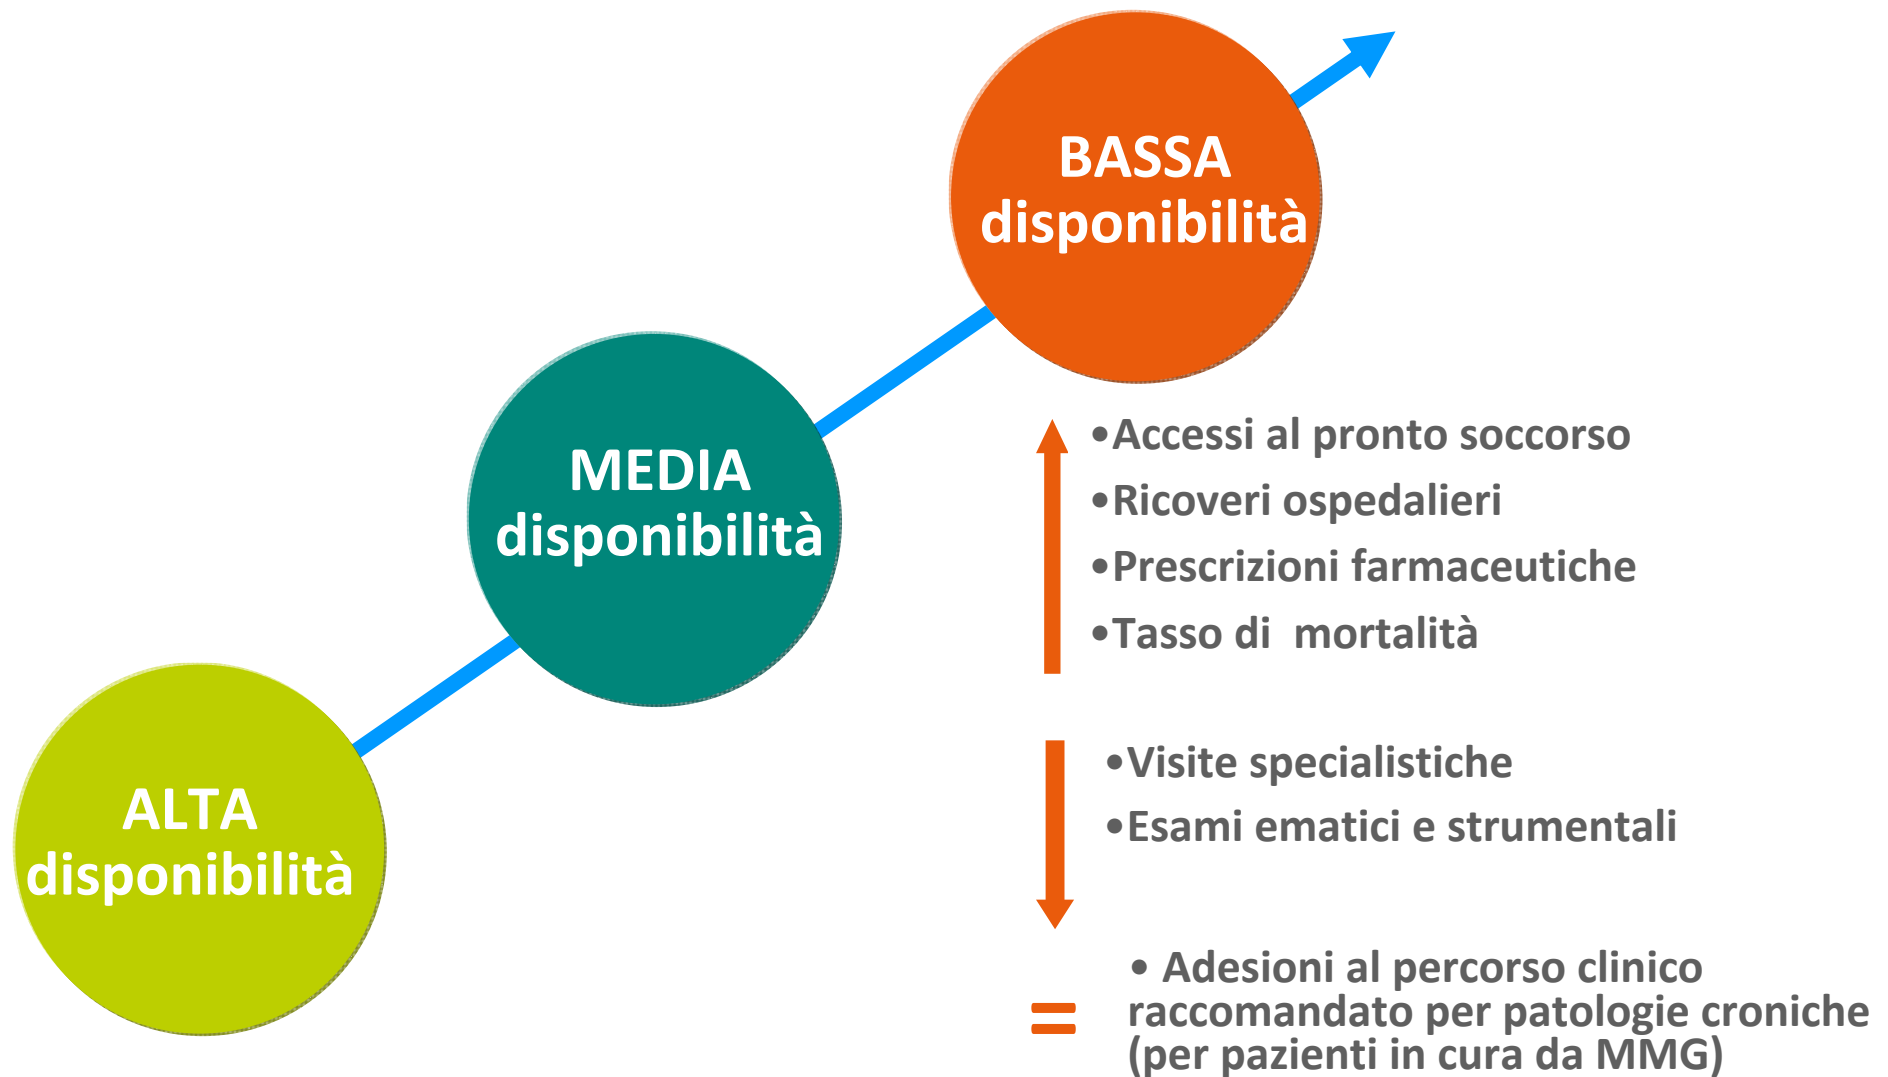 BASSA
disponibilità
MEDIA
disponibilità
ALTA
disponibilità
•Accessi al pronto soccorso
•Ricoveri ospedalieri
•Prescrizioni farmaceutiche
•Tasso di  mortalità
•Visite specialistiche
•Esami ematici e strumentali
• Adesioni al percorso clinico
= raccomandato per patologie croniche
(per pazienti in cura da MMG)